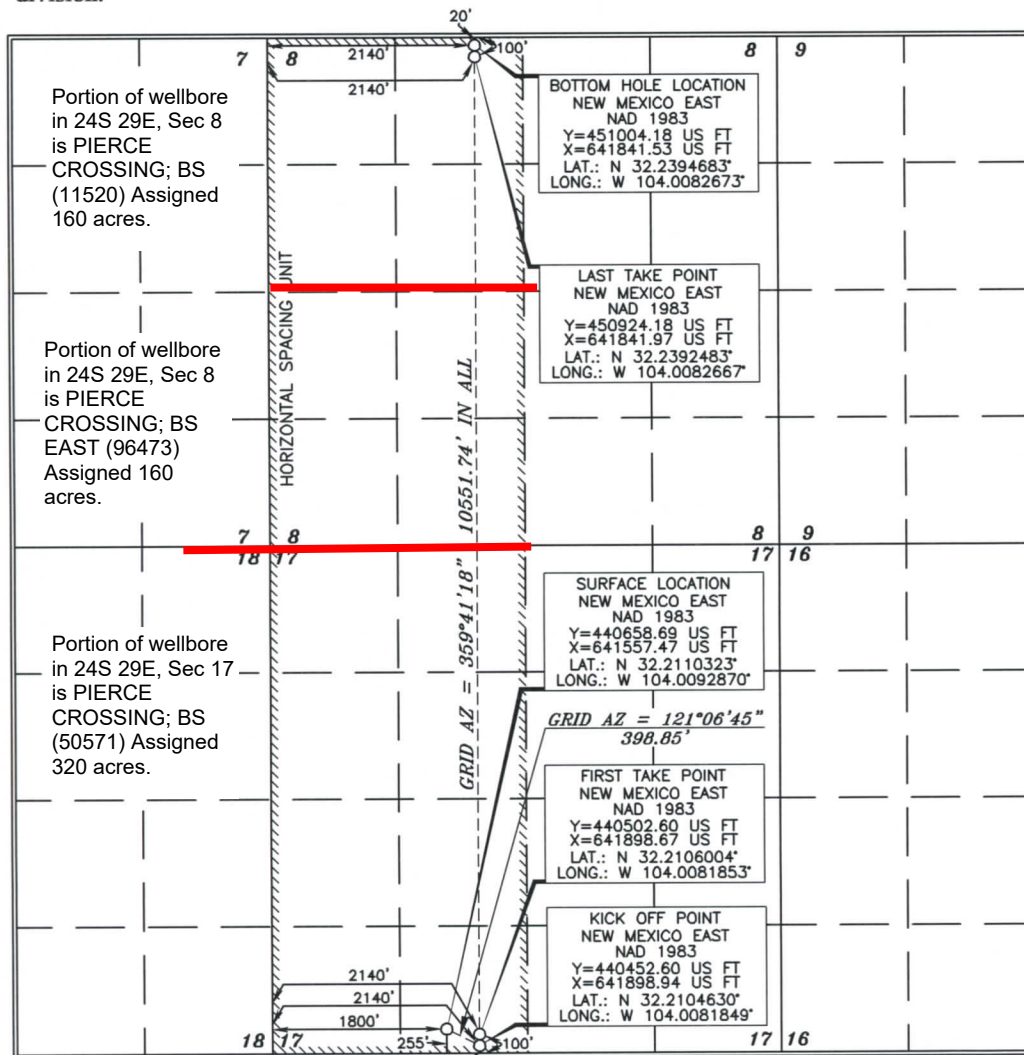 division.
20'
2140'
100'
7 8
8 9
2140'
Portion of wellbore
in 24S 29E, Sec 8
is PIERCE
CROSSING; BS
(11520) Assigned
160 acres.
BOTTOM HOLE LOCATION
NEW MEXICO EAST
NAD 1983
Y=451004.18 US FT
X=641841.53 US FT
LAT.: N 32.2394683°
LONG.: W 104.0082673°
HORIZONTAL SPACING UNIT
LAST TAKE POINT
NEW MEXICO EAST
NAD 1983
Y=450924.18 US FT
X=641841.97 US FT
LAT.: N 32.2392483°
LONG.: W 104.0082667°
Portion of wellbore
in 24S 29E, Sec 8
is PIERCE
CROSSING; BS
EAST (96473)
Assigned 160
acres.
GRID AZ = 359°41'18" 10551.74' IN ALL
7 8
18 17
8 9
17 16
SURFACE LOCATION
NEW MEXICO EAST
NAD 1983
Y=440658.69 US FT
X=641557.47 US FT
LAT.: N 32.2110323°
LONG.: W 104.0092870°
Portion of wellbore
in 24S 29E, Sec 17
is PIERCE
CROSSING; BS
(50571) Assigned
320 acres.
GRID AZ = 121°06'45"
398.85'
FIRST TAKE POINT
NEW MEXICO EAST
NAD 1983
Y=440502.60 US FT
X=641898.67 US FT
LAT.: N 32.2106004°
LONG.: W 104.0081853°
KICK OFF POINT
NEW MEXICO EAST
NAD 1983
Y=440452.60 US FT
X=641898.94 US FT
LAT.: N 32.2104630°
LONG.: W 104.0081849°
2140'
2140'
1800'
18 17
255'
100'
17 16